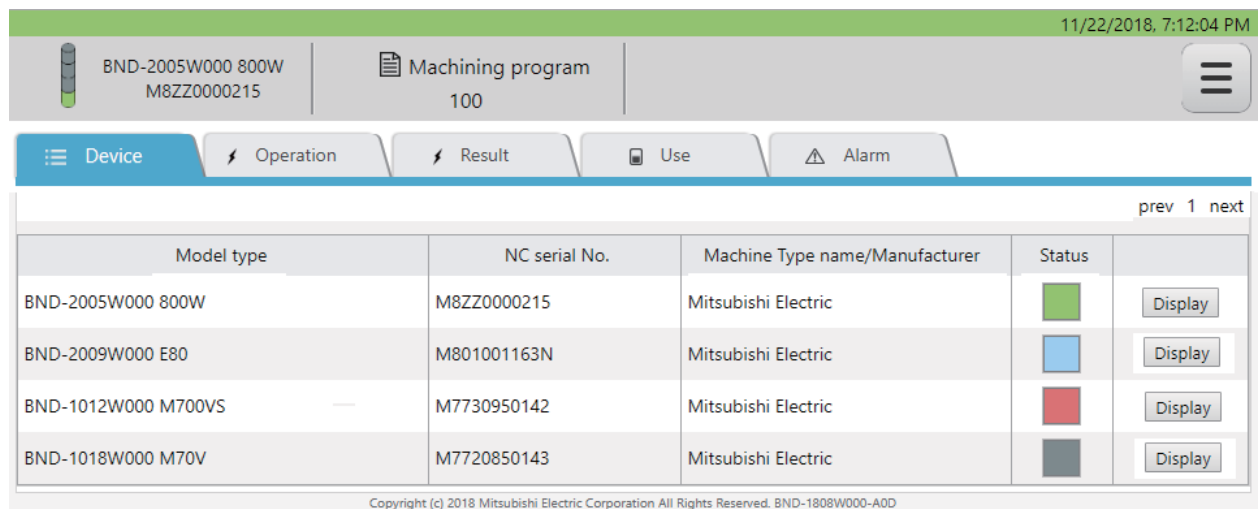 11/22/2018, 7:12:04 PM
BND-2005W000 800W
M8ZZ0000215
Machining program
100
Device Operation Result Use Alarm
prev 1 next
Model type NC serial No. Machine Type name/Manufacturer Status
BND-2005W000 800W M8ZZ0000215 Mitsubishi Electric Display
BND-2009W000 E80 M801001163N Mitsubishi Electric Display
BND-1012W000 M700VS M7730950142 Mitsubishi Electric Display
BND-1018W000 M70V M7720850143 Mitsubishi Electric Display
Copyright (c) 2018 Mitsubishi Electric Corporation All Rights Reserved. BND-1808W000-A0D